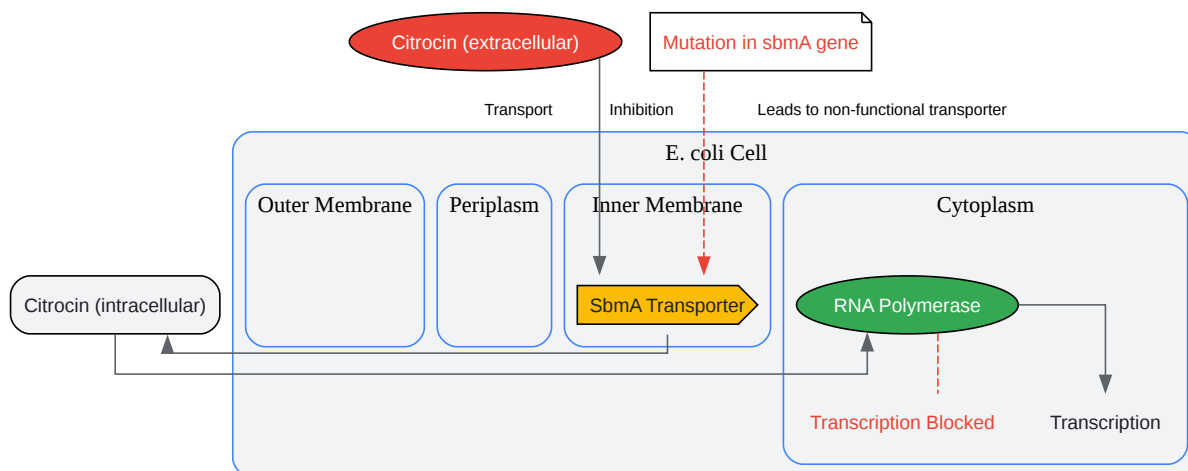 Citrocin (extracellular)
Mutation in sbmA gene
Transport
Inhibition
Leads to non-functional transporter
E. coli Cell
Outer Membrane
Periplasm
Inner Membrane
Cytoplasm
Citrocin (intracellular)
SbmA Transporter
RNA Polymerase
Transcription Blocked
Transcription